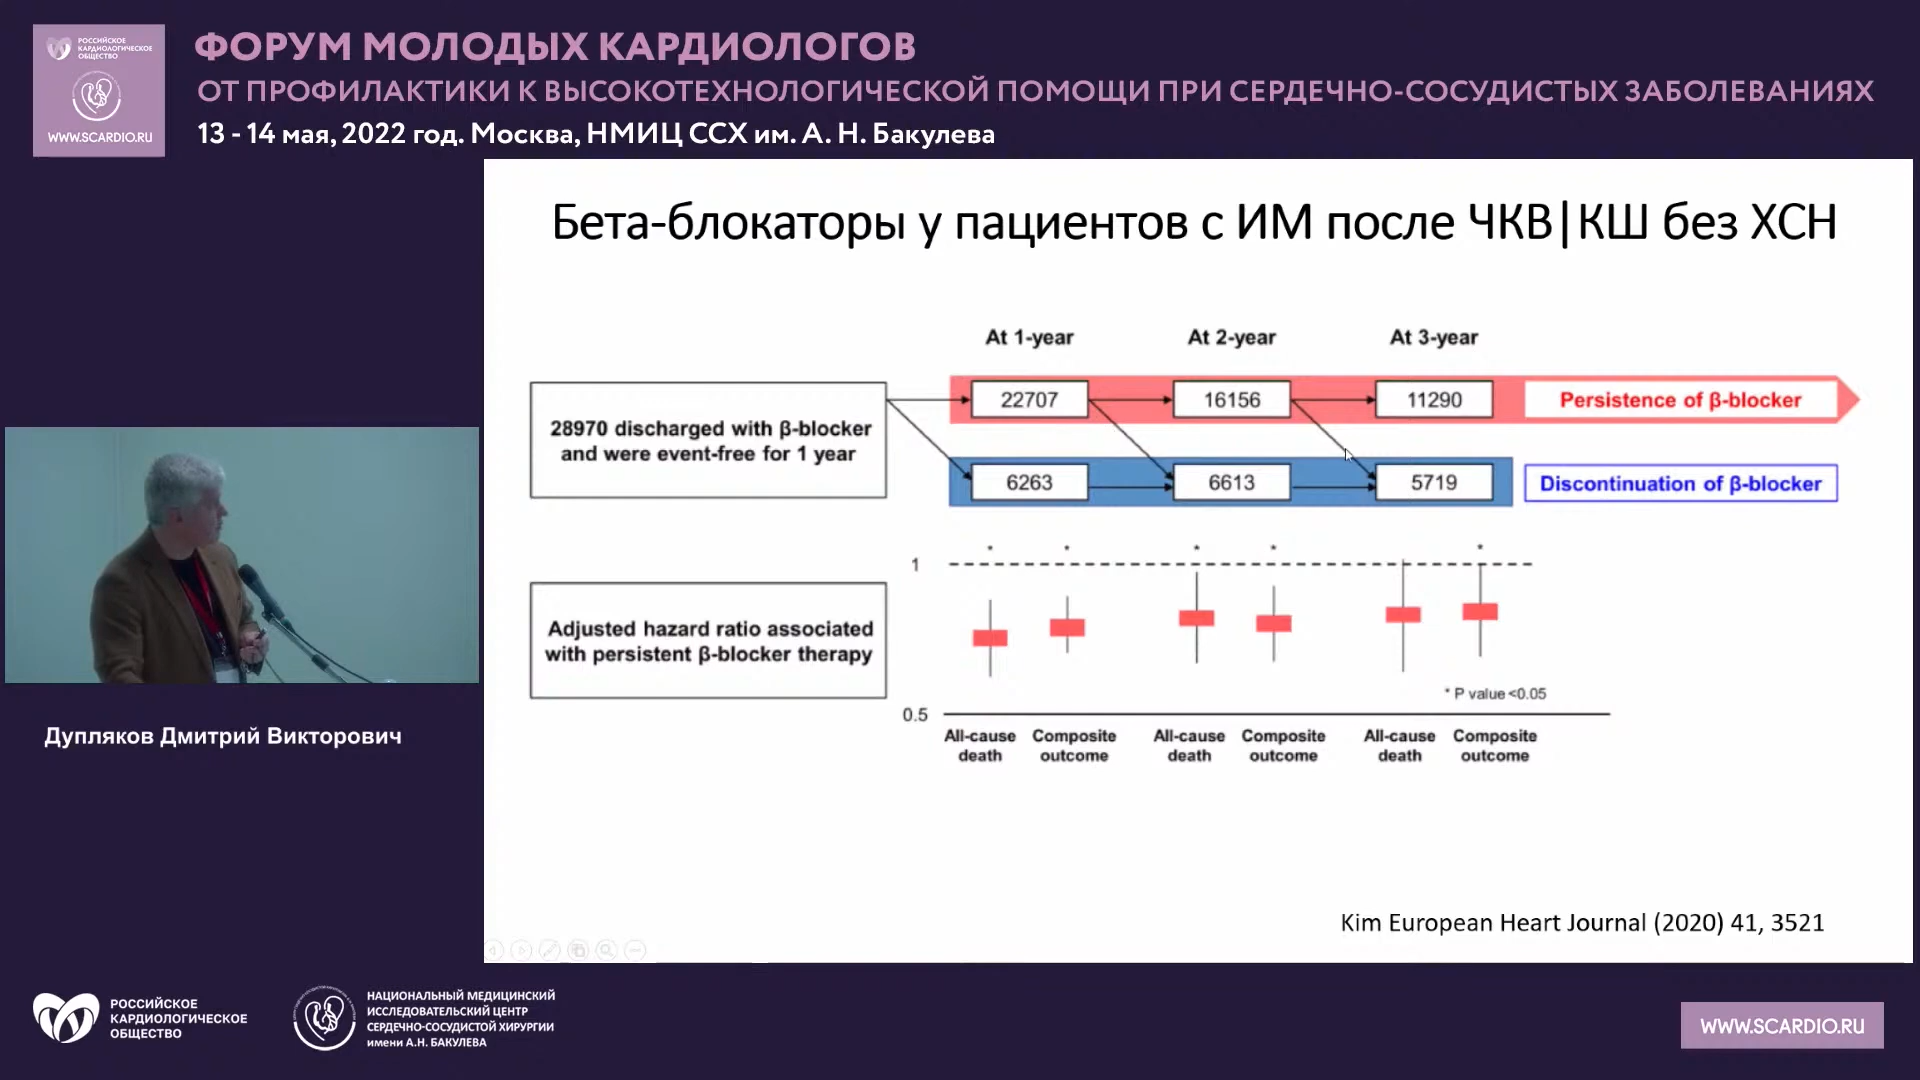 РОССИЙСКОЕ
КАРДИОЛОГИЧЕСКОЕ
ОБЩЕСТВО
WWW.SCARDIO.RU
ФОРУМ МОЛОДЫХ КАРДИОЛОГОВ
ОТ ПРОФИЛАКТИКИ К ВЫСОКОТЕХНОЛОГИЧЕСКОЙ ПОМОЩИ ПРИ СЕРДЕЧНО-СОСУДИСТЫХ ЗАБОЛЕВАНИЯХ
13 - 14 мая, 2022 год. Москва, НМИЦ ССХ им. А. Н. Бакулева
Бета-блокаторы у пациентов с ИМ после ЧКВ|КШ без ХСН
At 1-year At 2-year At 3-year
28970 discharged with β-blocker
and were event-free for 1 year
22707 16156 11290 Persistence of β-blocker
6263 6613 5719 Discontinuation of β-blocker
Adjusted hazard ratio associated
with persistent β-blocker therapy
* * * * *
1
* P value <0.05
0.5
All-cause Composite All-cause Composite All-cause Composite
death outcome death outcome death outcome
Kim European Heart Journal (2020) 41, 3521
Дупляков Дмитрий Викторович
РОССИЙСКОЕ
КАРДИОЛОГИЧЕСКОЕ
ОБЩЕСТВО
НАЦИОНАЛЬНЫЙ МЕДИЦИНСКИЙ
ИССЛЕДОВАТЕЛЬСКИЙ ЦЕНТР
СЕРДЕЧНО-СОСУДИСТОЙ ХИРУРГИИ
имени А.Н. БАКУЛЕВА
WWW.SCARDIO.RU